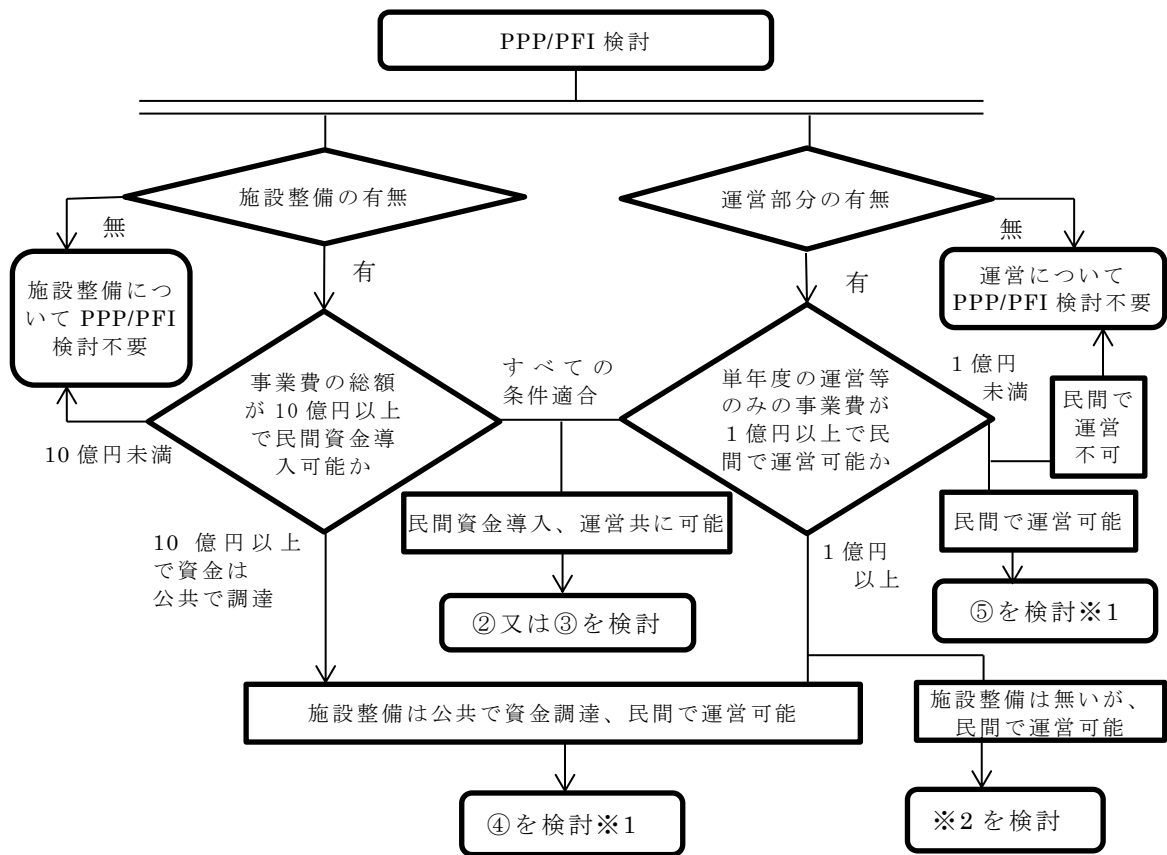 PPP/PFI 検討
施設整備の有無
運営部分の有無
無
有
有
無
施設整備につ
いて PPP/PFI
検討不要
運営について
PPP/PFI 検討不要
事業費の総額
が 10 億円以上
で民間資金導
入可能か
すべての
条件適合
単年度の運営等
のみの事業費が
1 億円以上で民
間で運営可能か
1 億円
未満
民間で
運営
不可
10 億円未満
民間資金導入、運営共に可能
民間で運営可能
10 億円以上
で資金は
公共で調達
1 億円
以上
②又は③を検討
⑤を検討※1
施設整備は公共で資金調達、民間で運営可能
施設整備は無いが、
民間で運営可能
④を検討※1
※2 を検討